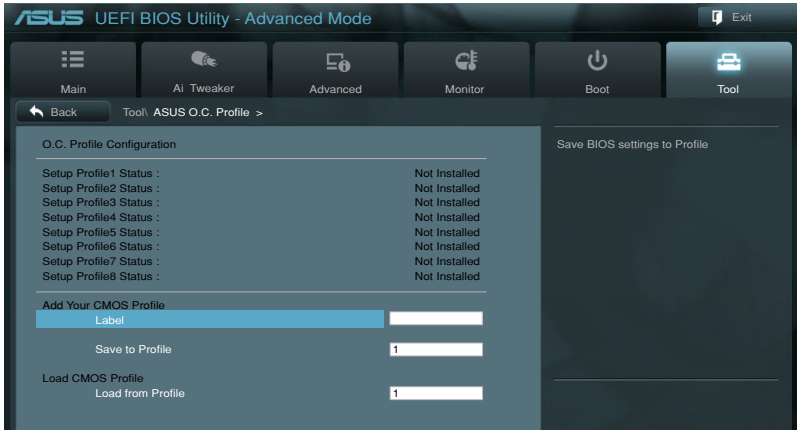 ASUS UEFI BIOS Utility - Advanced Mode
Exit
Main
Ai Tweaker
Advanced
Monitor
Boot
Tool
Back
Tool\ ASUS O.C. Profile >
O.C. Profile Configuration
Save BIOS settings to Profile
Setup Profile1 Status : Not Installed
Setup Profile2 Status : Not Installed
Setup Profile3 Status : Not Installed
Setup Profile4 Status : Not Installed
Setup Profile5 Status : Not Installed
Setup Profile6 Status : Not Installed
Setup Profile7 Status : Not Installed
Setup Profile8 Status : Not Installed
Add Your CMOS Profile
Label
Save to Profile 1
Load CMOS Profile
Load from Profile 1